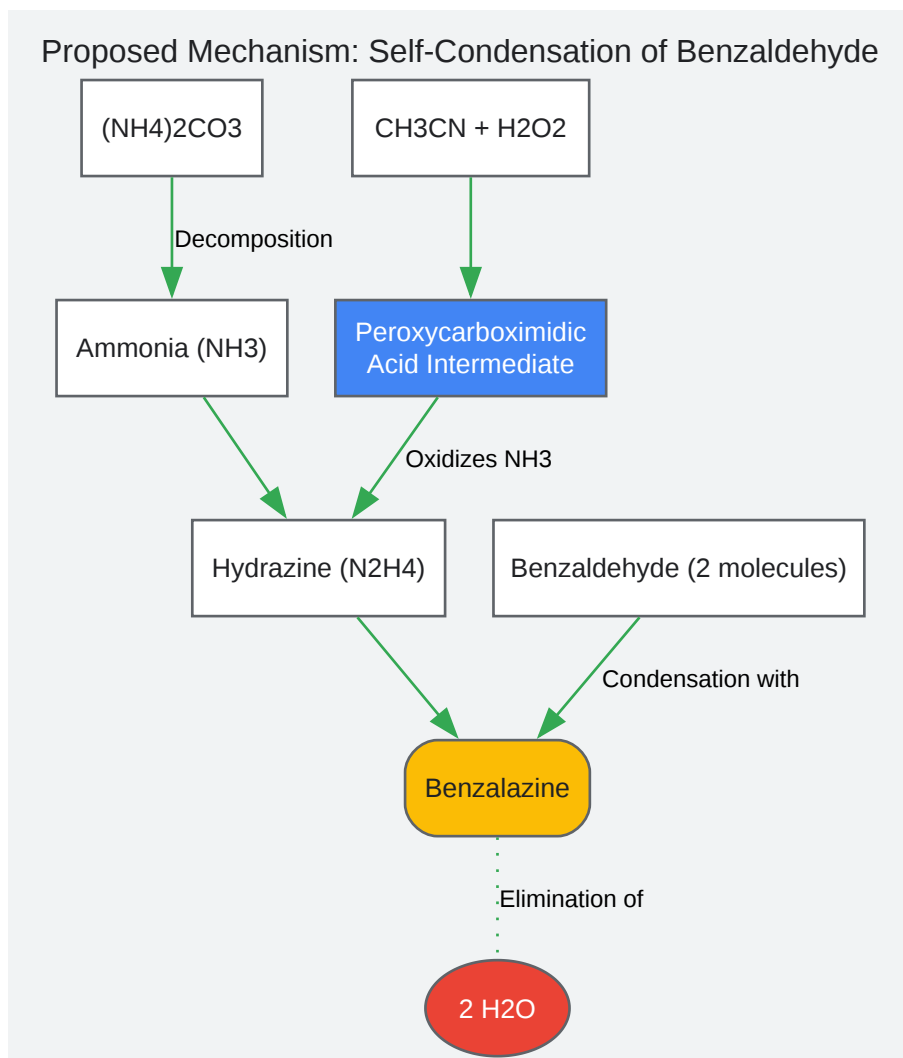 Proposed Mechanism: Self-Condensation of Benzaldehyde
(NH4)2CO3
CH3CN + H2O2
Decomposition
Ammonia (NH3)
Peroxycarboximidic
Acid Intermediate
Oxidizes NH3
Hydrazine (N2H4)
Benzaldehyde (2 molecules)
Condensation with
Benzalazine
Elimination of
2 H2O